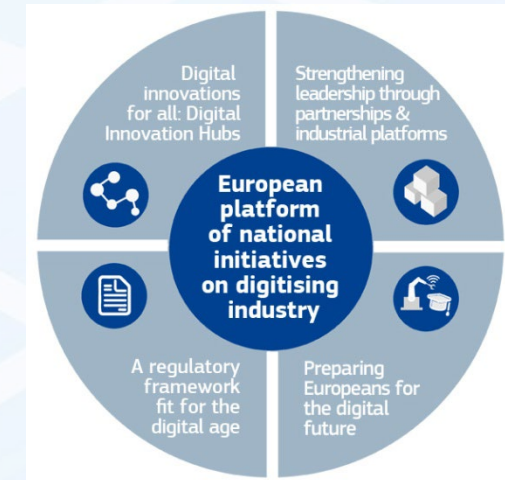 Digital
innovations
for all: Digital
Innovation Hubs
Strengthening
leadership through
partnerships &
industrial platforms
European
platform
of national
initiatives
on digitising
industry
A regulatory
framework
fit for the
digital age
Preparing
Europeans for
the digital
future